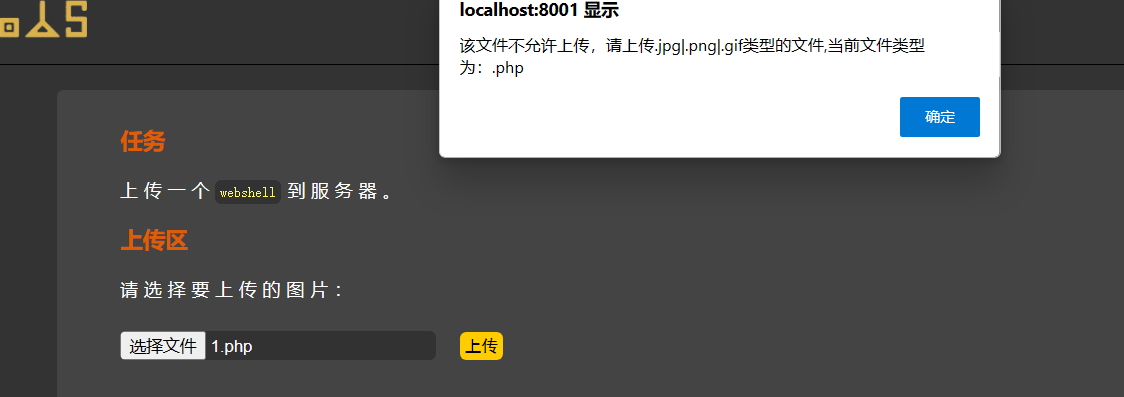 localhost:8001 显示
该文件不允许上传，请上传.jpg|.png|.gif类型的文件,当前文件类型
为：.php
确定
任务
上传一个 webshell 到服务器。
上传区
请选择要上传的图片：
选择文件 1.php
上传